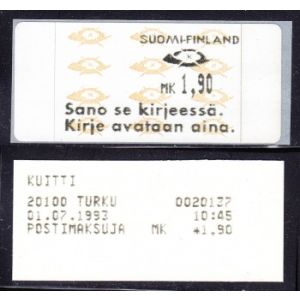 SUOMI-FINLAND
MK 1,90
Sano se kirjeessä.
Kirje avataan aina.
KUITTI
20100 TURKU 0020137
01.07.1993 10:45
POSTIMAKSUJA MK *1.90